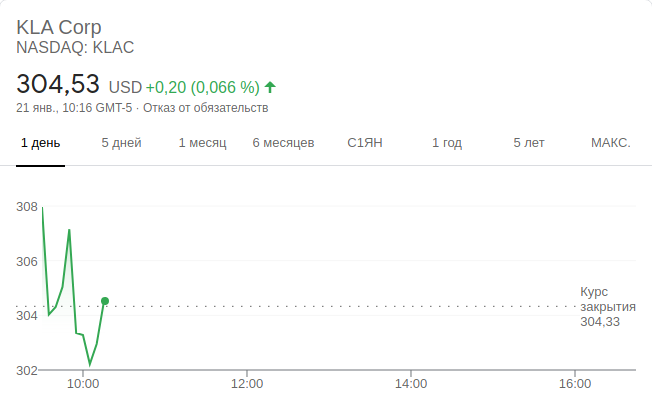 KLA Corp
NASDAQ: KLAC
304,53 USD +0,20 (0,066 %)
21 янв., 10:16 GMT-5 · Отказ от обязательств
1 день 5 дней 1 месяц 6 месяцев С1ЯН 1 год 5 лет МАКС.
308
306
304
302
Курс
закрытия
304,33
10:00 12:00 14:00 16:00